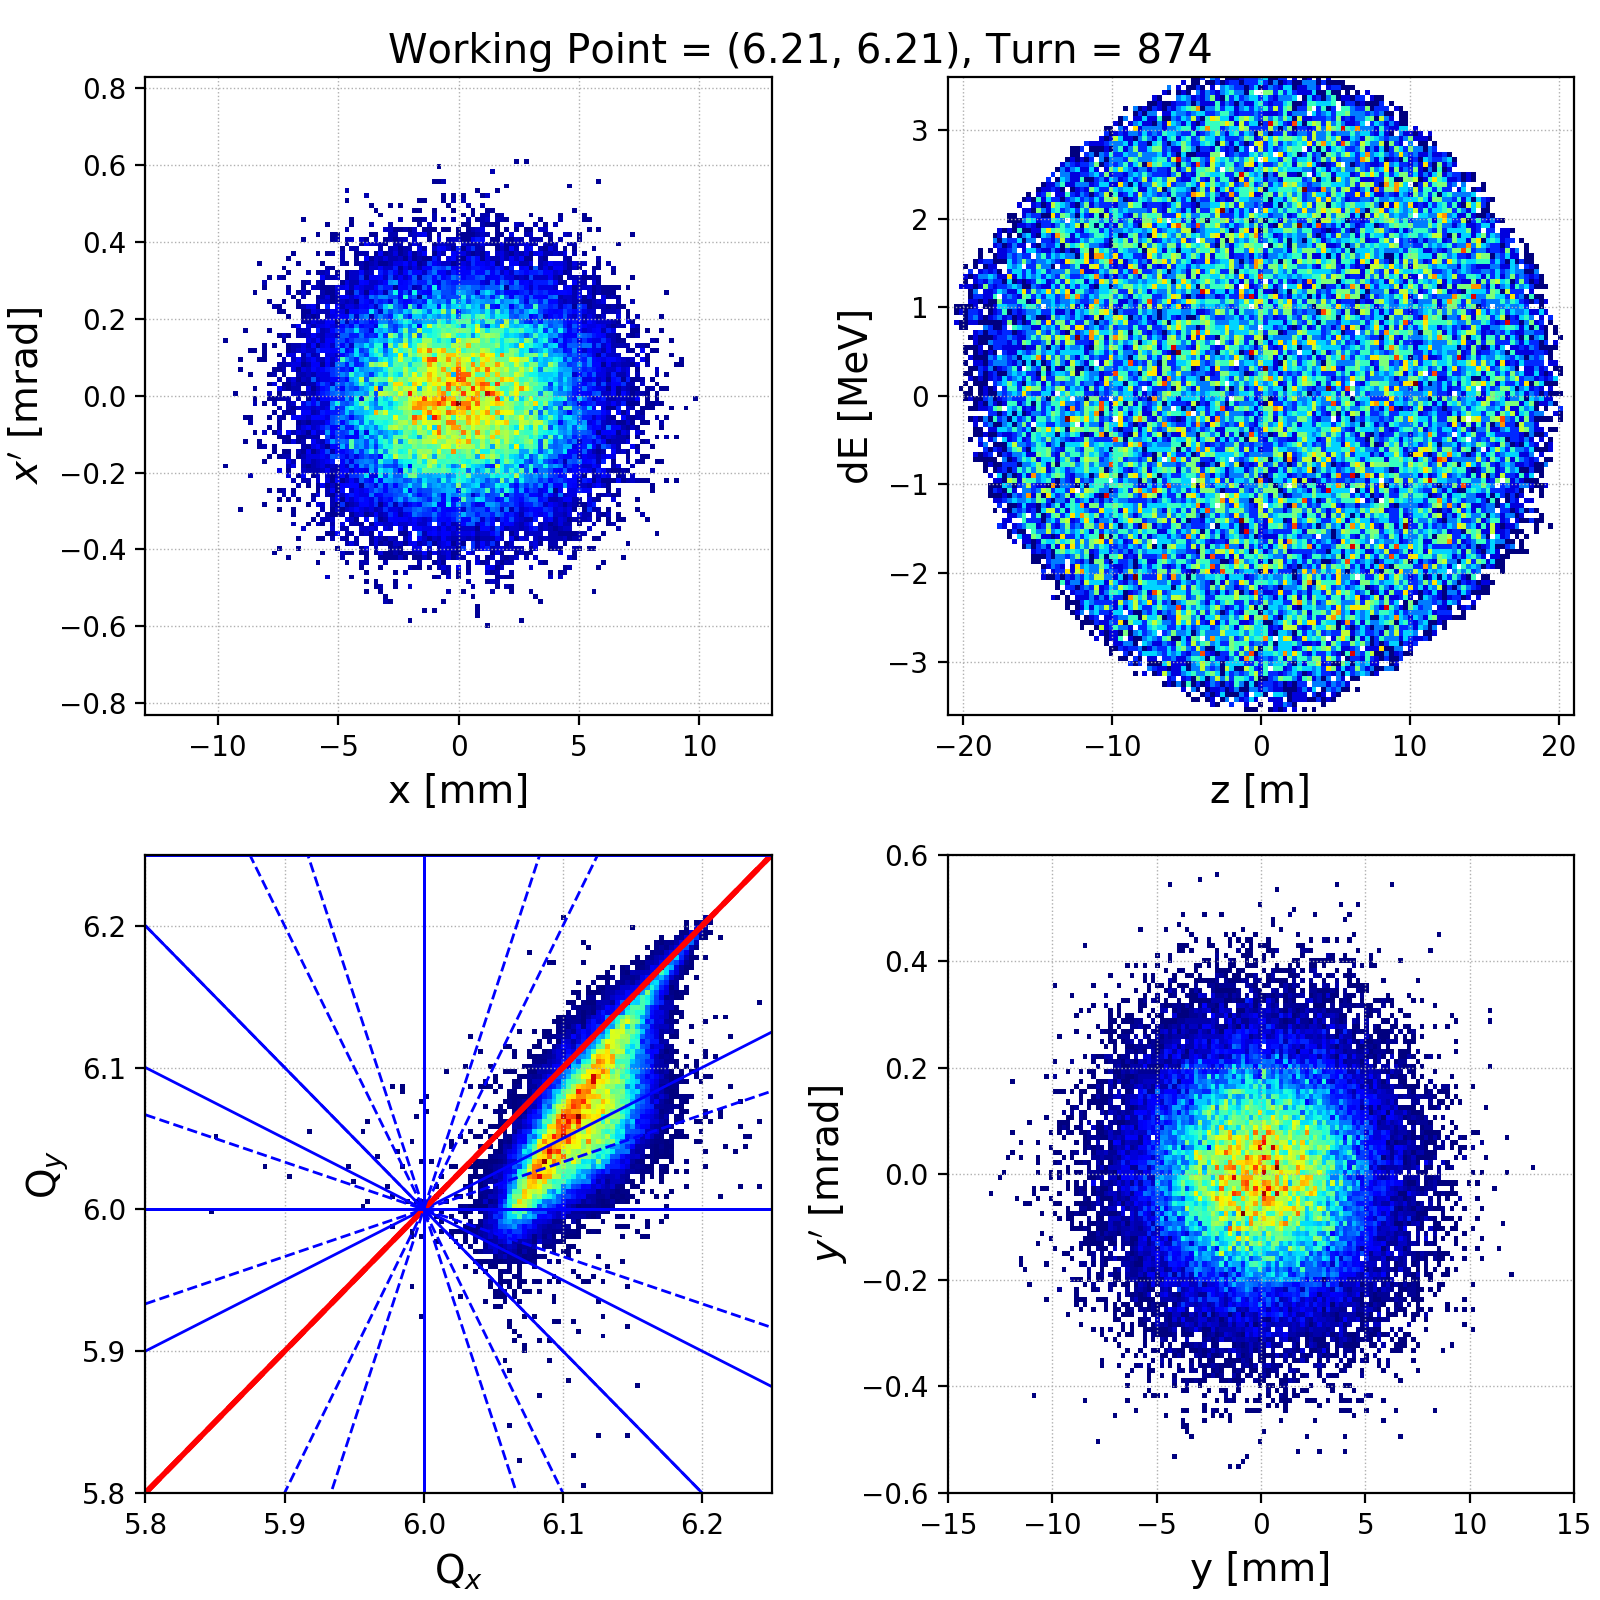 Working Point = (6.21, 6.21), Turn = 874
0.8
0.6
0.4
0.2
0.0
−0.2
−0.4
−0.6
−0.8
x′ [mrad]
−10 −5 0 5 10
x [mm]
3
2
1
0
−1
−2
−3
dE [MeV]
−20 −10 0 10 20
z [m]
6.2
6.1
6.0
5.9
5.8
Qy
5.8 5.9 6.0 6.1 6.2
Qx
0.6
0.4
0.2
0.0
−0.2
−0.4
−0.6
y′ [mrad]
−15 −10 −5 0 5 10 15
y [mm]